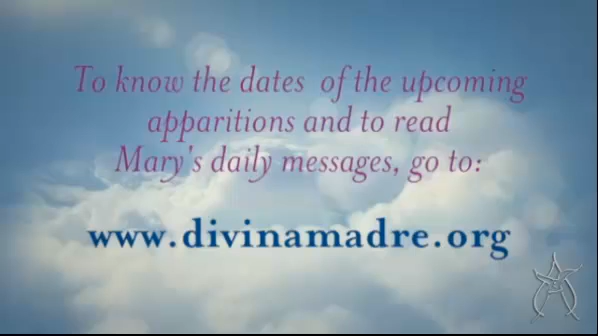 To know the dates of the upcoming
apparitions and to read
Mary's daily messages, go to:
www.divinamadre.org